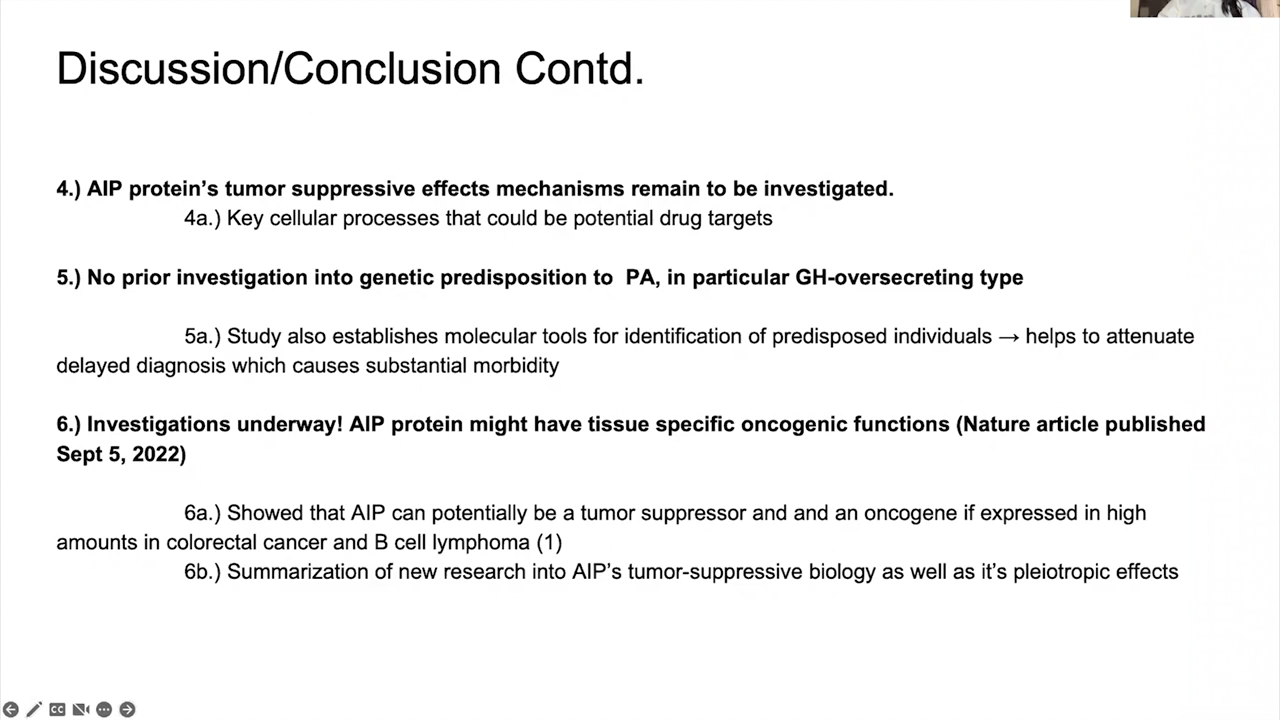 Discussion/Conclusion Contd.
4.) AIP protein’s tumor suppressive effects mechanisms remain to be investigated.
4a.) Key cellular processes that could be potential drug targets
5.) No prior investigation into genetic predisposition to  PA, in particular GH-oversecreting type
5a.) Study also establishes molecular tools for identification of predisposed individuals → helps to attenuate
delayed diagnosis which causes substantial morbidity
6.) Investigations underway! AIP protein might have tissue specific oncogenic functions (Nature article published
Sept 5, 2022)
6a.) Showed that AIP can potentially be a tumor suppressor and and an oncogene if expressed in high
amounts in colorectal cancer and B cell lymphoma (1)
6b.) Summarization of new research into AIP’s tumor-suppressive biology as well as it’s pleiotropic effects
CC